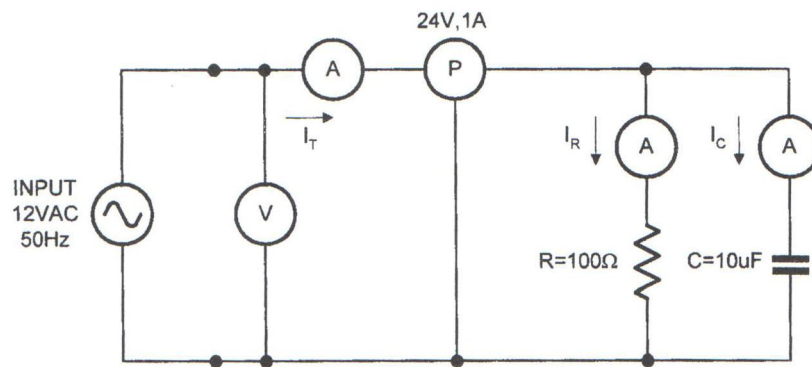 24V,1A
A
P
I_T
I_R
A
I_C
A
INPUT
12VAC
50Hz
V
R=100Ω
C=10uF